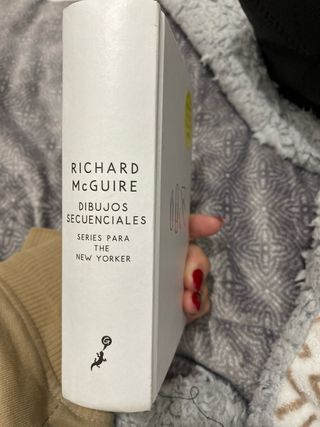 RICHARD
McGUIRE
DIBUJOS
SECUENCIALES
SERIES PARA
THE
NEW YORKER